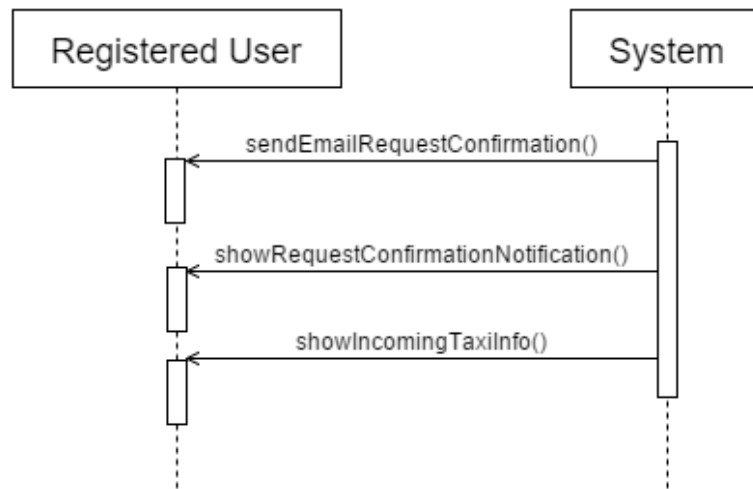 Registered User
System
sendEmailRequestConfirmation()
showRequestConfirmationNotification()
showIncomingTaxiInfo()